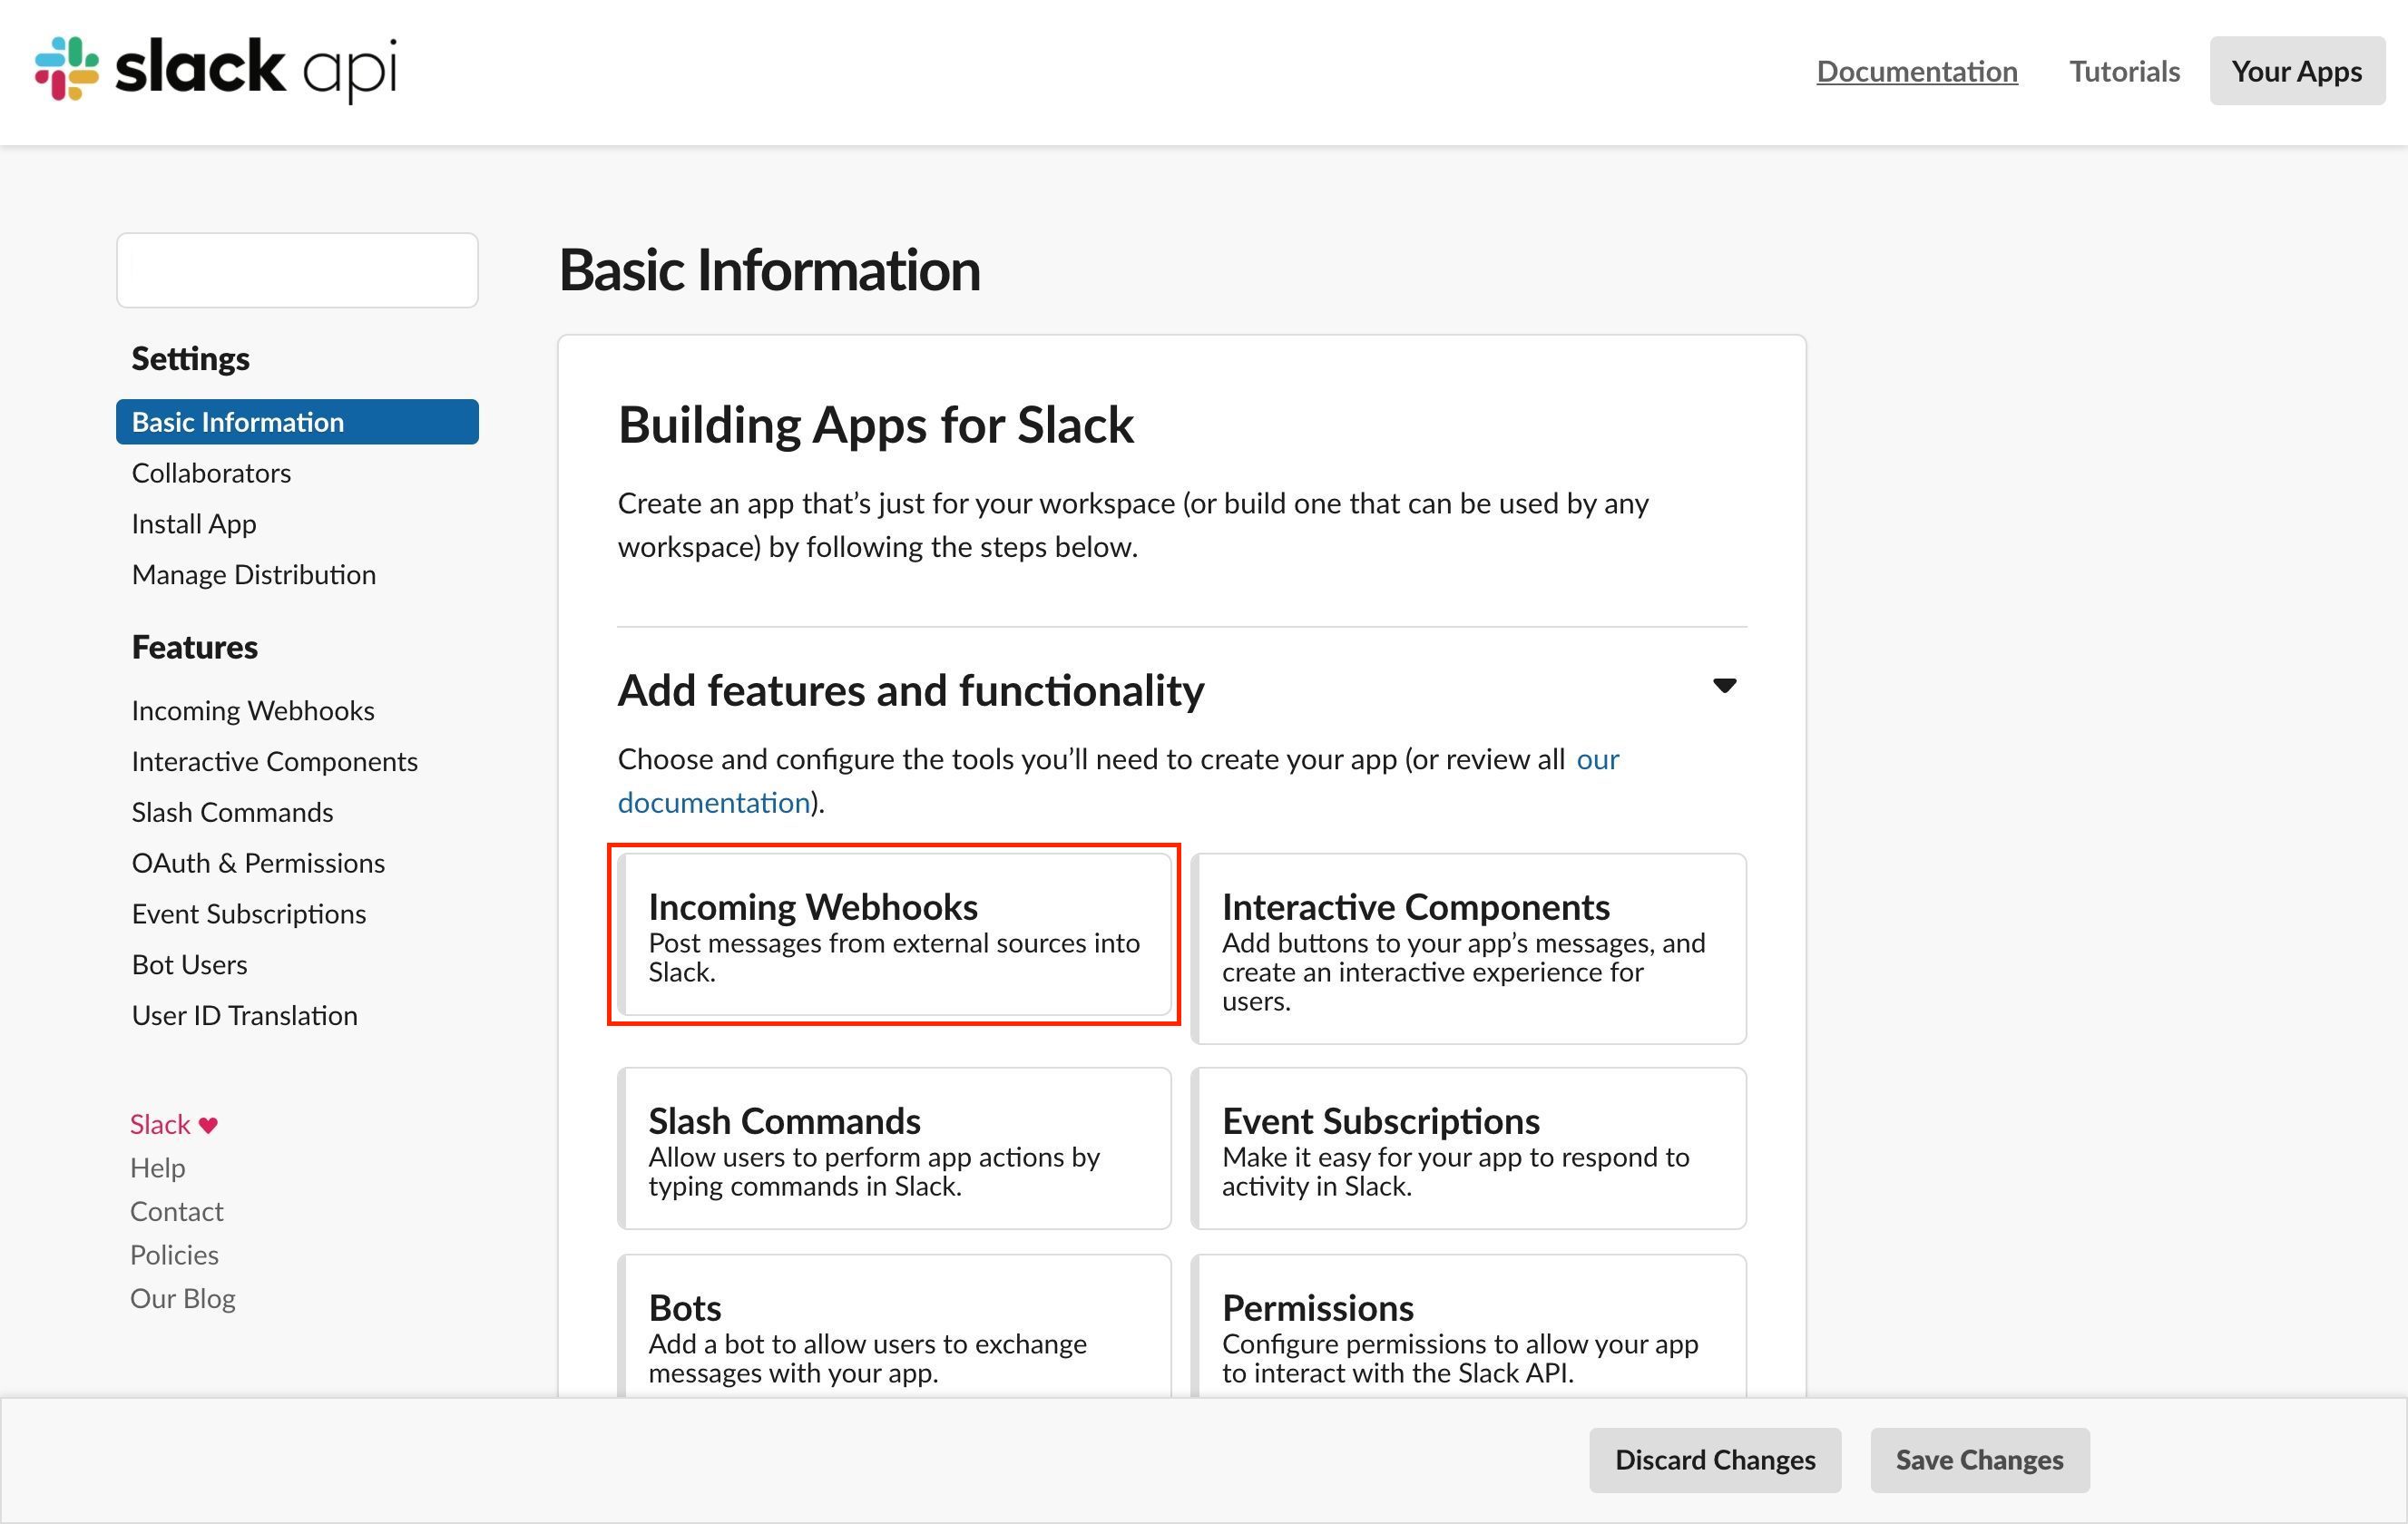 slack api
Documentation
Tutorials
Your Apps
Settings
Basic Information
Collaborators
Install App
Manage Distribution
Features
Incoming Webhooks
Interactive Components
Slash Commands
OAuth & Permissions
Event Subscriptions
Bot Users
User ID Translation
Slack ♥
Help
Contact
Policies
Our Blog
Basic Information
Building Apps for Slack
Create an app that’s just for your workspace (or build one that can be used by any
workspace) by following the steps below.
Add features and functionality
Choose and configure the tools you’ll need to create your app (or review all our
documentation).
Incoming Webhooks
Post messages from external sources into
Slack.
Interactive Components
Add buttons to your app’s messages, and
create an interactive experience for
users.
Slash Commands
Allow users to perform app actions by
typing commands in Slack.
Event Subscriptions
Make it easy for your app to respond to
activity in Slack.
Bots
Add a bot to allow users to exchange
messages with your app.
Permissions
Configure permissions to allow your app
to interact with the Slack API.
Discard Changes
Save Changes